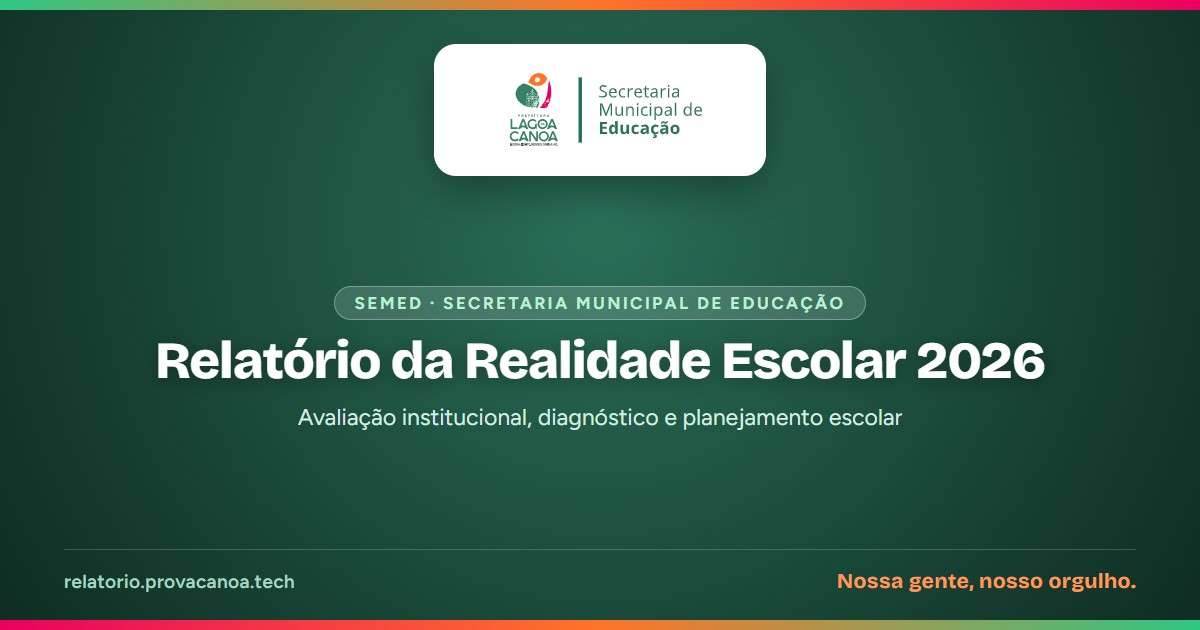 PREFEITURA
LAGOA
DA
CANOA
Secretaria
Municipal de
Educação
SEMED · SECRETARIA MUNICIPAL DE EDUCAÇÃO
Relatório da Realidade Escolar 2026
Avaliação institucional, diagnóstico e planejamento escolar
relatorio.provacanoa.tech
Nossa gente, nosso orgulho.